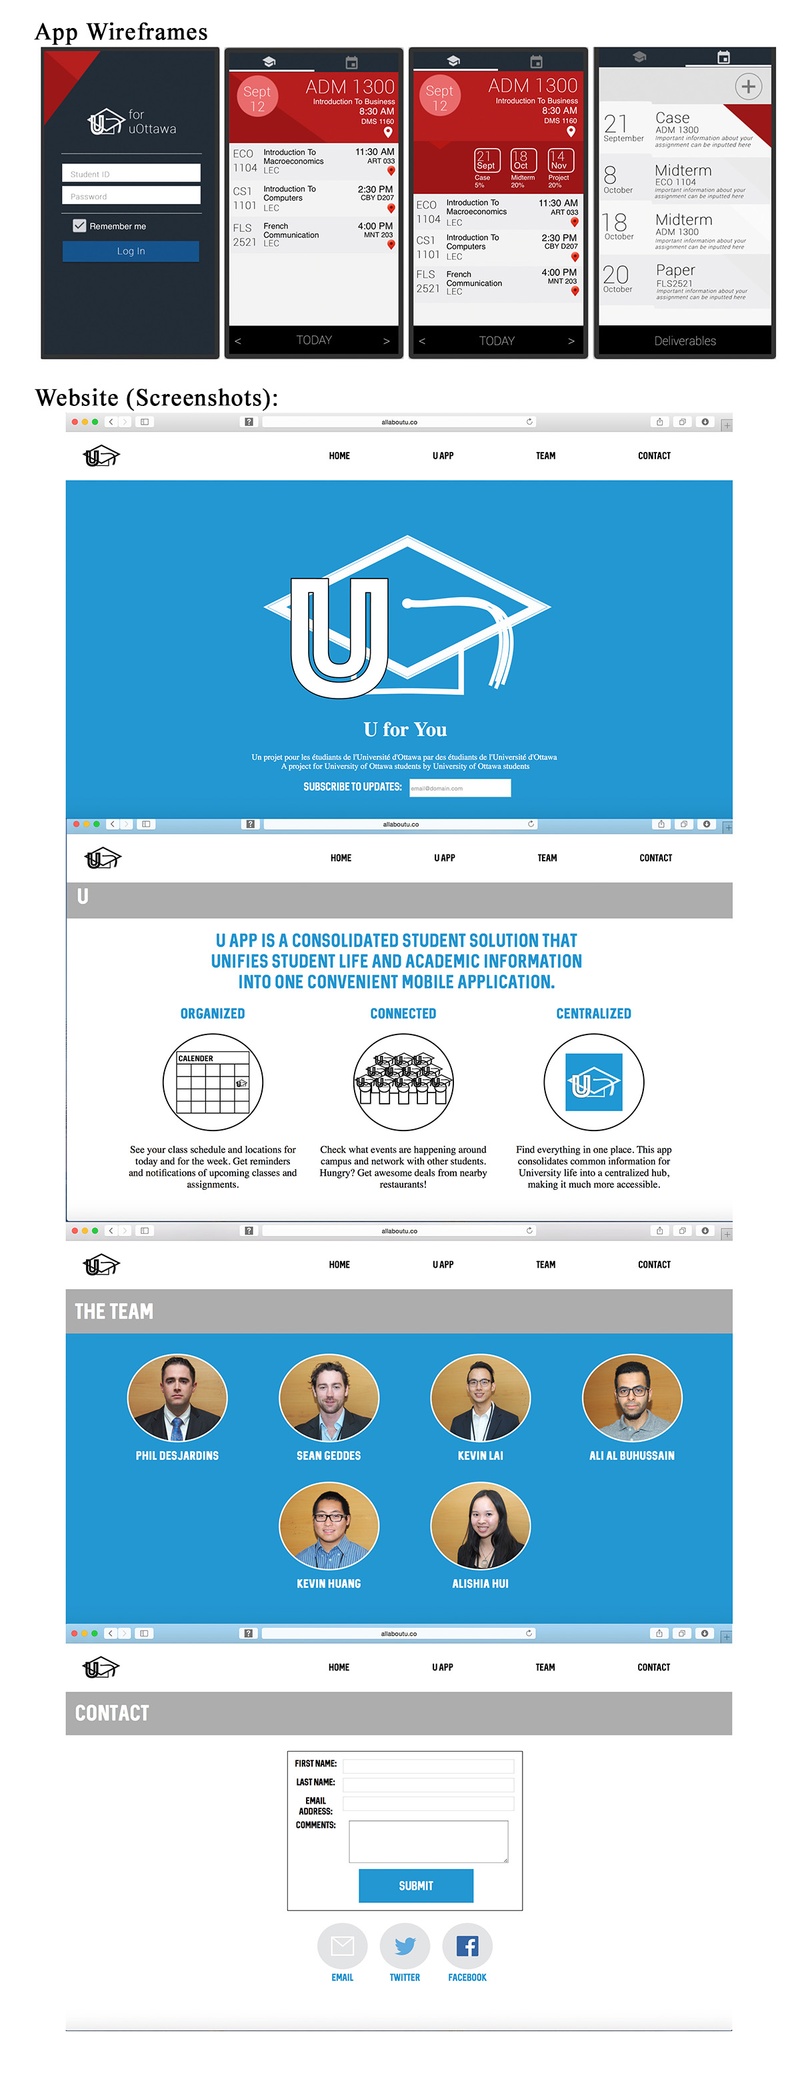 App Wireframes
U for
uOttawa
Student ID
Password
Remember me
Log In
Sept
12
ADM 1300
Introduction To Business
8:30 AM
DMS 1160
ECO
1104
Introduction To
Macroeconomics
LEC
11:30 AM
ART 033
CS1
1101
Introduction To
Computers
LEC
2:30 PM
CBY D207
FLS
2521
French
Communication
LEC
4:00 PM
MNT 203
< TODAY >
Sept
12
ADM 1300
Introduction To Business
8:30 AM
DMS 1160
21
Sept
Case
5%
18
Oct
Midterm
20%
14
Nov
Project
20%
ECO
1104
Introduction To
Macroeconomics
LEC
11:30 AM
ART 033
CS1
1101
Introduction To
Computers
LEC
2:30 PM
CBY D207
FLS
2521
French
Communication
LEC
4:00 PM
MNT 203
< TODAY >
21
September
Case
ADM 1300
Important information about your
assignment can be inputted here
8
October
Midterm
ECO 1104
Important information about your
assignment can be inputted here
18
October
Midterm
ADM 1300
Important information about your
assignment can be inputted here
20
October
Paper
FLS2521
Important information about your
assignment can be inputted here
Deliverables
Website (Screenshots):
allaboutu.co
U HOME U APP TEAM CONTACT
U
U for You
Un projet pour les étudiants de l'Université d'Ottawa par des étudiants de l'Université d'Ottawa
A project for University of Ottawa students by University of Ottawa students
SUBSCRIBE TO UPDATES: email@domain.com
allaboutu.co
U HOME U APP TEAM CONTACT
U
U APP IS A CONSOLIDATED STUDENT SOLUTION THAT
UNIFIES STUDENT LIFE AND ACADEMIC INFORMATION
INTO ONE CONVENIENT MOBILE APPLICATION.
ORGANIZED
CALENDER
See your class schedule and locations for
today and for the week. Get reminders
and notifications of upcoming classes and
assignments.
CONNECTED
Check what events are happening around
campus and network with other students.
Hungry? Get awesome deals from nearby
restaurants!
CENTRALIZED
U
Find everything in one place. This app
consolidates common information for
University life into a centralized hub,
making it much more accessible.
allaboutu.co
U HOME U APP TEAM CONTACT
THE TEAM
PHIL DESJARDINS SEAN GEDDES KEVIN LAI ALI AL BUHUSSAIN
KEVIN HUANG ALISHIA HUI
allaboutu.co
U HOME U APP TEAM CONTACT
CONTACT
FIRST NAME:
LAST NAME:
EMAIL
ADDRESS:
COMMENTS:
SUBMIT
EMAIL TWITTER FACEBOOK